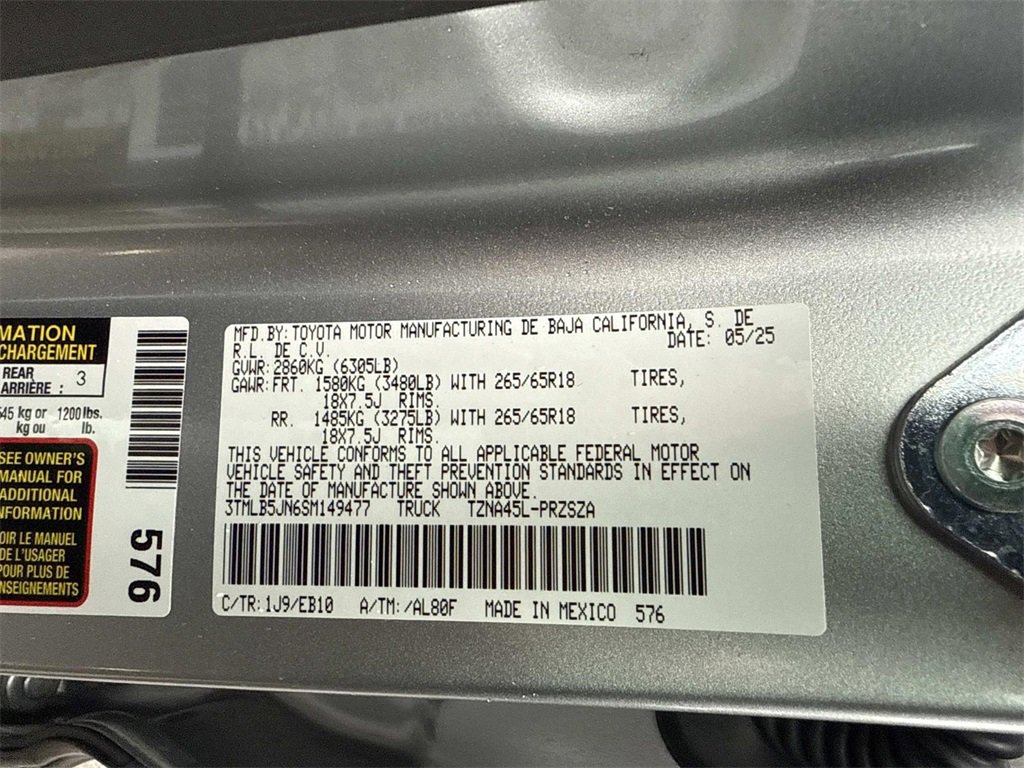 MATION
CHARGEMENT
REAR
ARRIÈRE : 3
545 kg or 1200 lbs.
kg ou lb.
SEE OWNER'S
MANUAL FOR
ADDITIONAL
INFORMATION
VOIR LE MANUEL
DE L'USAGER
POUR PLUS DE
RENSEIGNEMENTS
576
MFD.BY:TOYOTA MOTOR MANUFACTURING DE BAJA CALIFORNIA, S. DE
R.L. DE C.V. DATE: 05/25
GVWR:2860KG (6305LB)
GAWR:FRT. 1580KG (3480LB) WITH 265/65R18 TIRES,
18X7.5J RIMS.
RR. 1485KG (3275LB) WITH 265/65R18 TIRES,
18X7.5J RIMS.
THIS VEHICLE CONFORMS TO ALL APPLICABLE FEDERAL MOTOR
VEHICLE SAFETY AND THEFT PREVENTION STANDARDS IN EFFECT ON
THE DATE OF MANUFACTURE SHOWN ABOVE.
3TMLB5JN6SM149477 TRUCK TZNA45L-PRZSZA
C/TR:1J9/EB10 A/TM:/AL80F MADE IN MEXICO 576